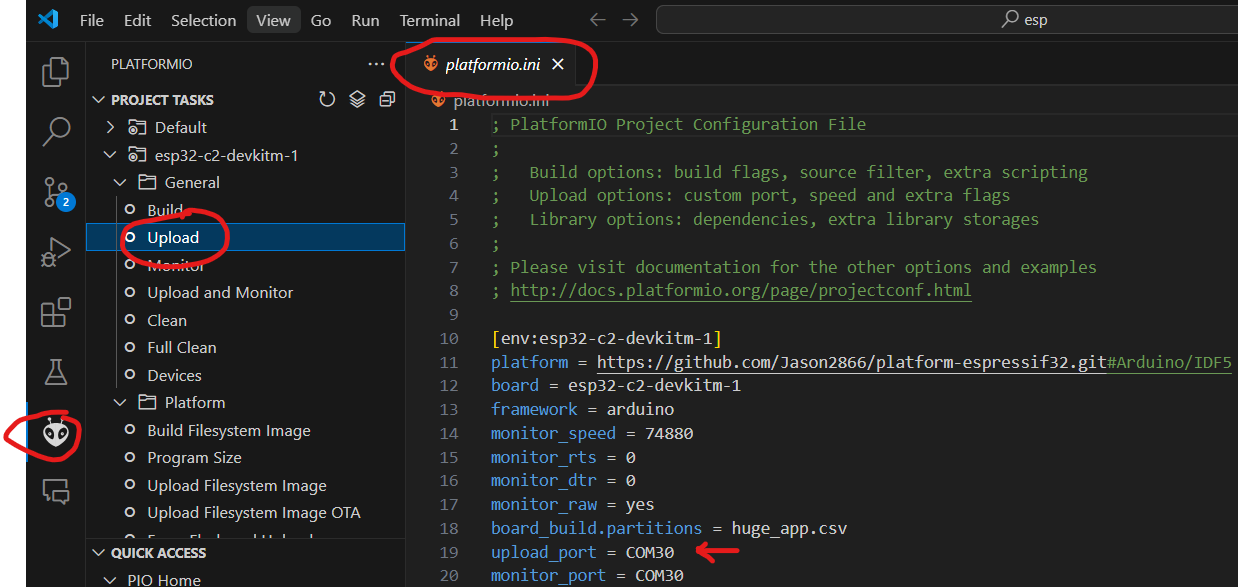 File Edit Selection View Go Run Terminal Help
esp
PLATFORMIO
platformio.ini
PROJECT TASKS
platformio.ini
Default
1 ; PlatformIO Project Configuration File
esp32-c2-devkitm-1
2 ;
General
3 ;   Build options: build flags, source filter, extra scripting
Build
4 ;   Upload options: custom port, speed and extra flags
2
5 ;   Library options: dependencies, extra library storages
Upload
6 ;
Monitor
7 ; Please visit documentation for the other options and examples
Upload and Monitor
8 ; http://docs.platformio.org/page/projectconf.html
Clean
9
Full Clean
10 [env:esp32-c2-devkitm-1]
Devices
11 platform = https://github.com/Jason2866/platform-espressif32.git#Arduino/IDF5
12 board = esp32-c2-devkitm-1
Platform
13 framework = arduino
Build Filesystem Image
14 monitor_speed = 74880
Program Size
15 monitor_rts = 0
Upload Filesystem Image
16 monitor_dtr = 0
Upload Filesystem Image OTA
17 monitor_raw = yes
18 board_build.partitions = huge_app.csv
QUICK ACCESS
19 upload_port = COM30
PIO Home
20 monitor_port = COM30